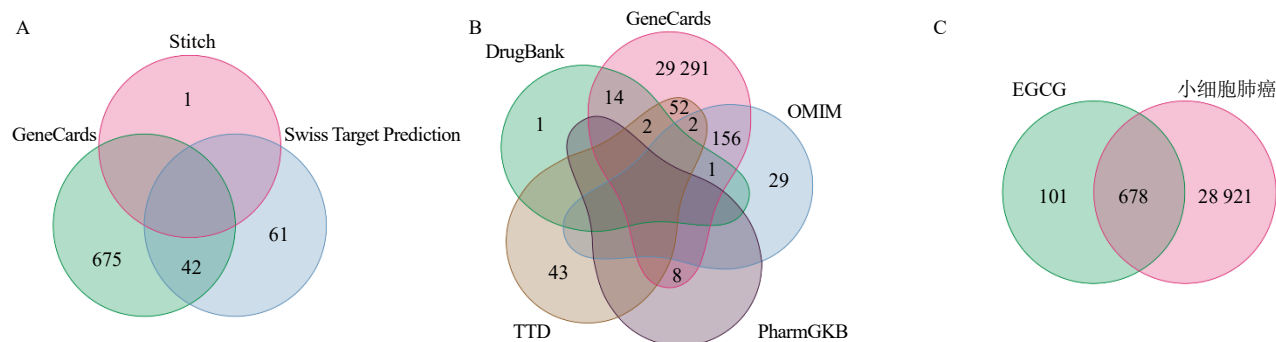 A
Stitch
1
GeneCards
Swiss Target Prediction
675
42
61
B
GeneCards
DrugBank
OMIM
29 291
14
52
1
2
2
156
1
29
43
8
TTD
PharmGKB
C
EGCG
小细胞肺癌
101
678
28 921